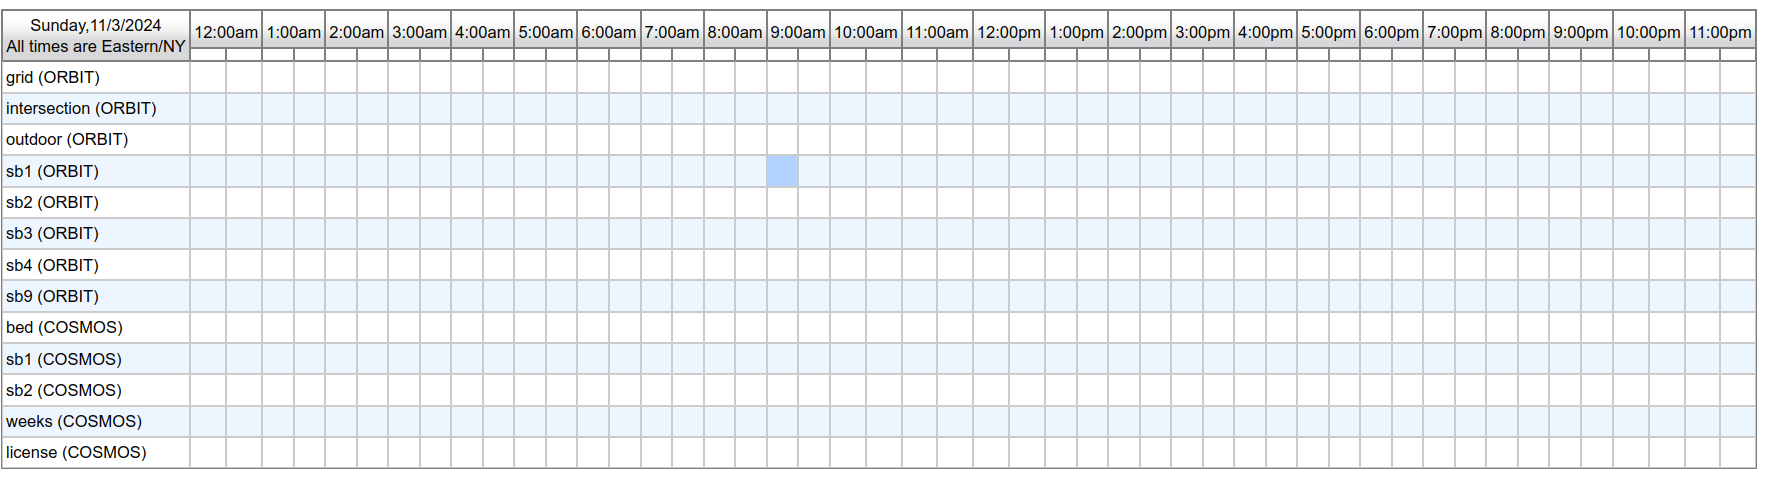 Sunday,11/3/2024
All times are Eastern/NY
12:00am 1:00am 2:00am 3:00am 4:00am 5:00am 6:00am 7:00am 8:00am 9:00am 10:00am 11:00am 12:00pm 1:00pm 2:00pm 3:00pm 4:00pm 5:00pm 6:00pm 7:00pm 8:00pm 9:00pm 10:00pm 11:00pm
grid (ORBIT)
intersection (ORBIT)
outdoor (ORBIT)
sb1 (ORBIT)
sb2 (ORBIT)
sb3 (ORBIT)
sb4 (ORBIT)
sb9 (ORBIT)
bed (COSMOS)
sb1 (COSMOS)
sb2 (COSMOS)
weeks (COSMOS)
license (COSMOS)